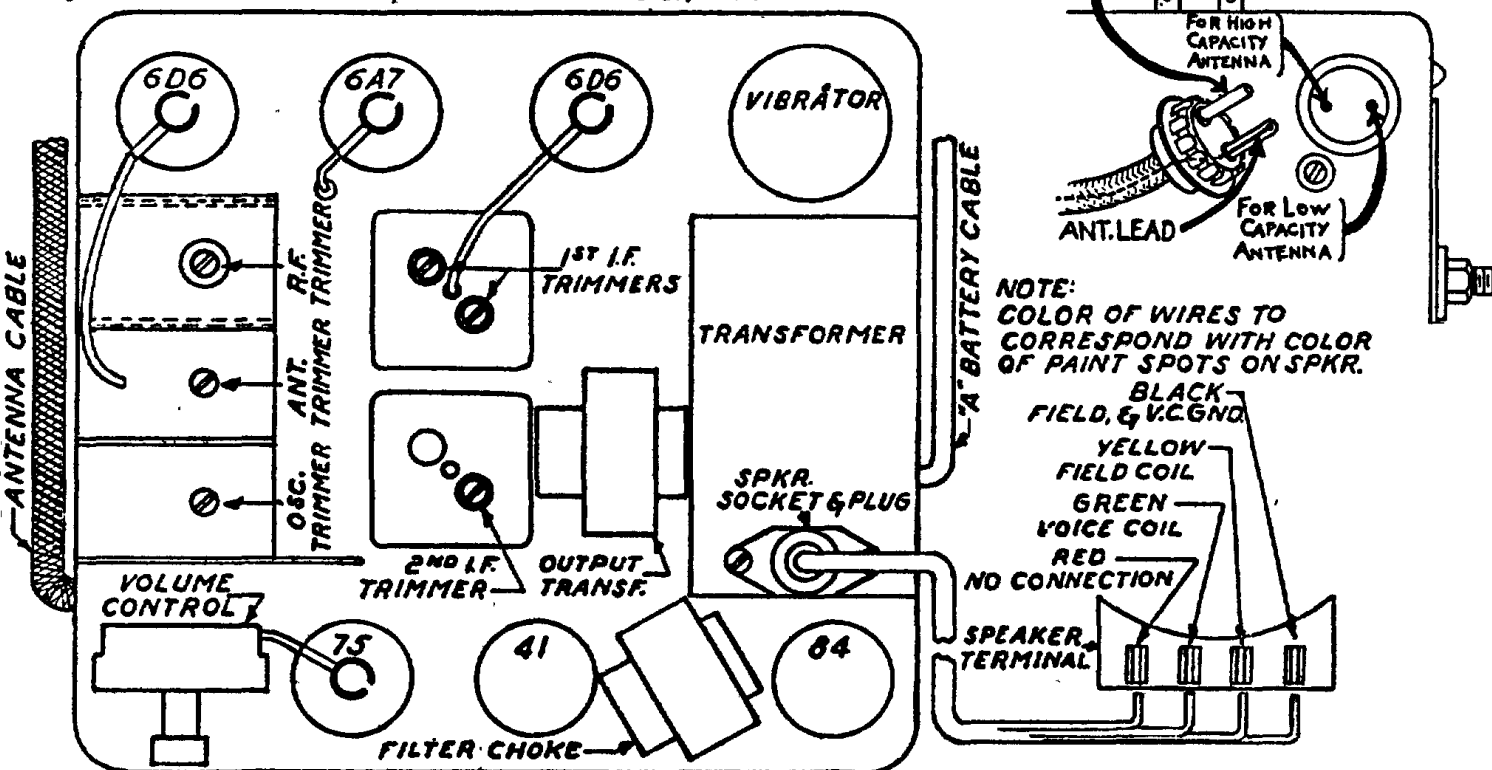 6D6
6A7
6D6
VIBRATOR
FOR HIGH
CAPACITY
ANTENNA
ANT. LEAD
FOR LOW
CAPACITY
ANTENNA
ANTENNA CABLE
R.F.
TRIMMER
ANT.
TRIMMER
OSC.
TRIMMER
1ST I.F.
TRIMMERS
TRANSFORMER
"A" BATTERY CABLE
NOTE:
COLOR OF WIRES TO
CORRESPOND WITH COLOR
OF PAINT SPOTS ON SPKR.
BLACK
FIELD, & V.C. GND.
YELLOW
FIELD COIL
GREEN
VOICE COIL
RED
NO CONNECTION
SPKR.
SOCKET & PLUG
2ND I.F.
TRIMMER
OUTPUT
TRANSF.
VOLUME
CONTROL
75
41
84
SPEAKER
TERMINAL
FILTER CHOKE